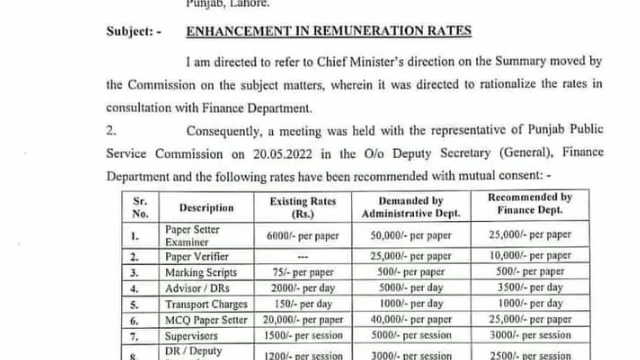 Punjab, Lahore.
Subject: - ENHANCEMENT IN REMUNERATION RATES
I am directed to refer to Chief Minister's direction on the Summary moved by
the Commission on the subject matters, wherein it was directed to rationalize the rates in
consultation with Finance Department.
2. Consequently, a meeting was held with the representative of Punjab Public
Service Commission on 20.05.2022 in the O/o Deputy Secretary (General), Finance
Department and the following rates have been recommended with mutual consent: -
Sr. No. Description Existing Rates (Rs.) Demanded by Administrative Dept. Recommended by Finance Dept.
1. Paper Setter Examiner 6000/- per paper 50,000/- per paper 25,000/- per paper
2. Paper Verifier --- 25,000/- per paper 10,000/- per paper
3. Marking Scripts 75/- per paper 500/- per paper 500/- per paper
4. Advisor / DRs 2000/- per day 5000/- per day 3500/- per day
5. Transport Charges 150/- per day 1000/- per day 1000/- per day
6. MCQ Paper Setter 20,000/- per paper 40,000/- per paper 25,000/- per paper
7. Supervisors 1500/- per session 5000/- per session 3000/- per session
8. DR / Deputy 1200/- per session 3000/- per session 2500/- per session